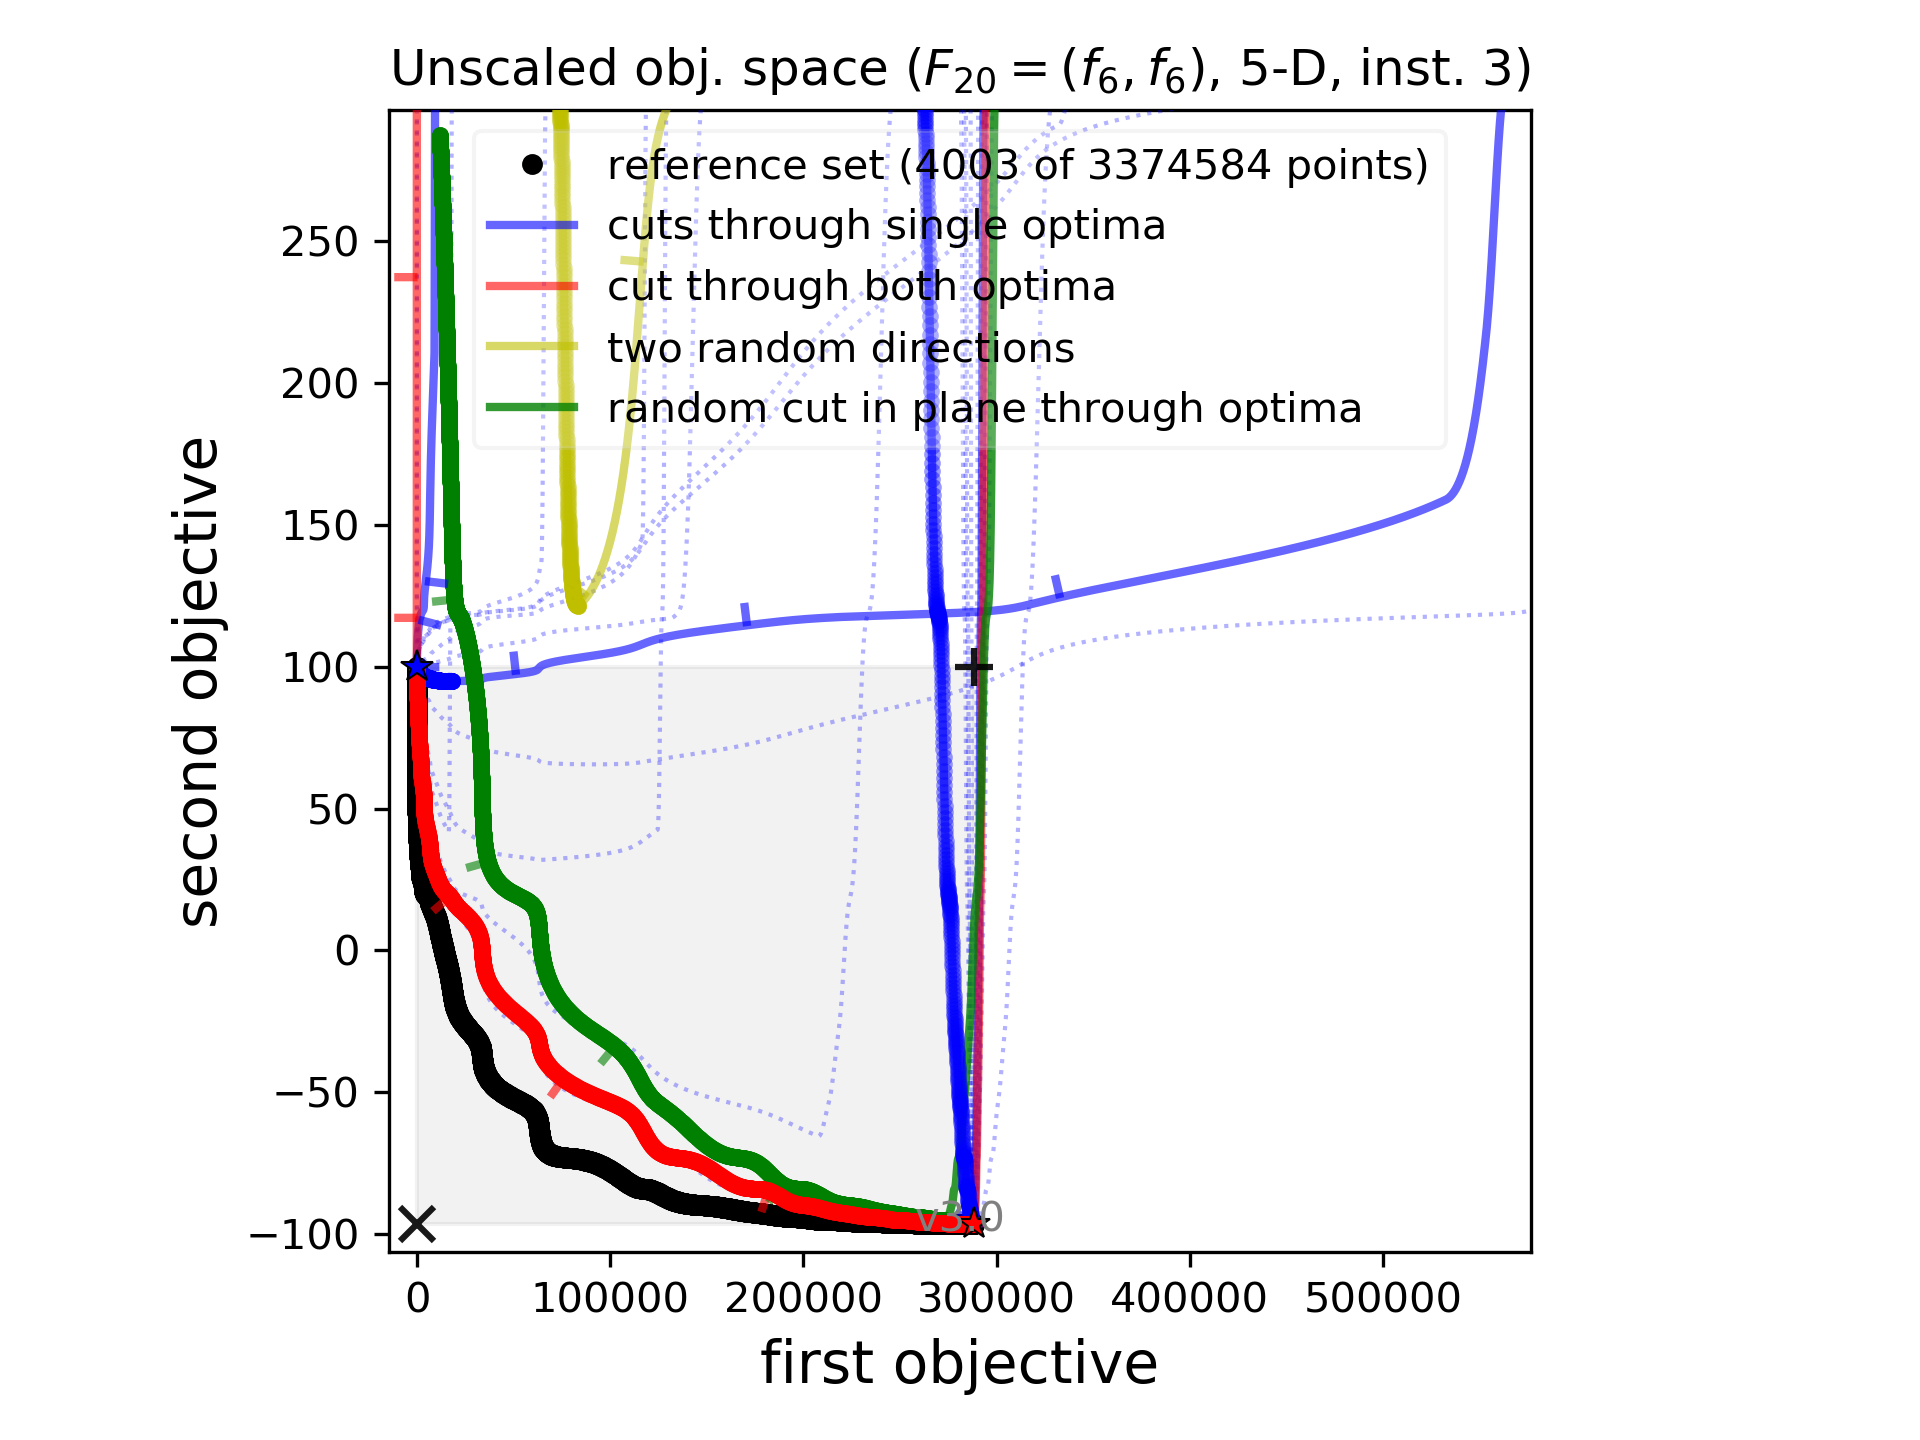 Unscaled obj. space (F₂₀ = (f₆, f₆), 5-D, inst. 3)
reference set (4003 of 3374584 points)
cuts through single optima
cut through both optima
two random directions
random cut in plane through optima
second objective
250
200
150
100
50
0
−50
−100
v3.0
0 100000 200000 300000 400000 500000
first objective